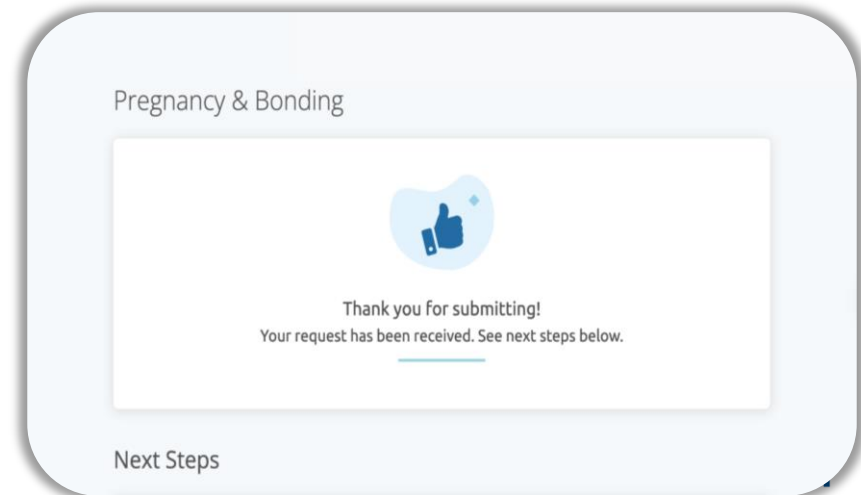 Pregnancy & Bonding
Thank you for submitting!
Your request has been received. See next steps below.
Next Steps